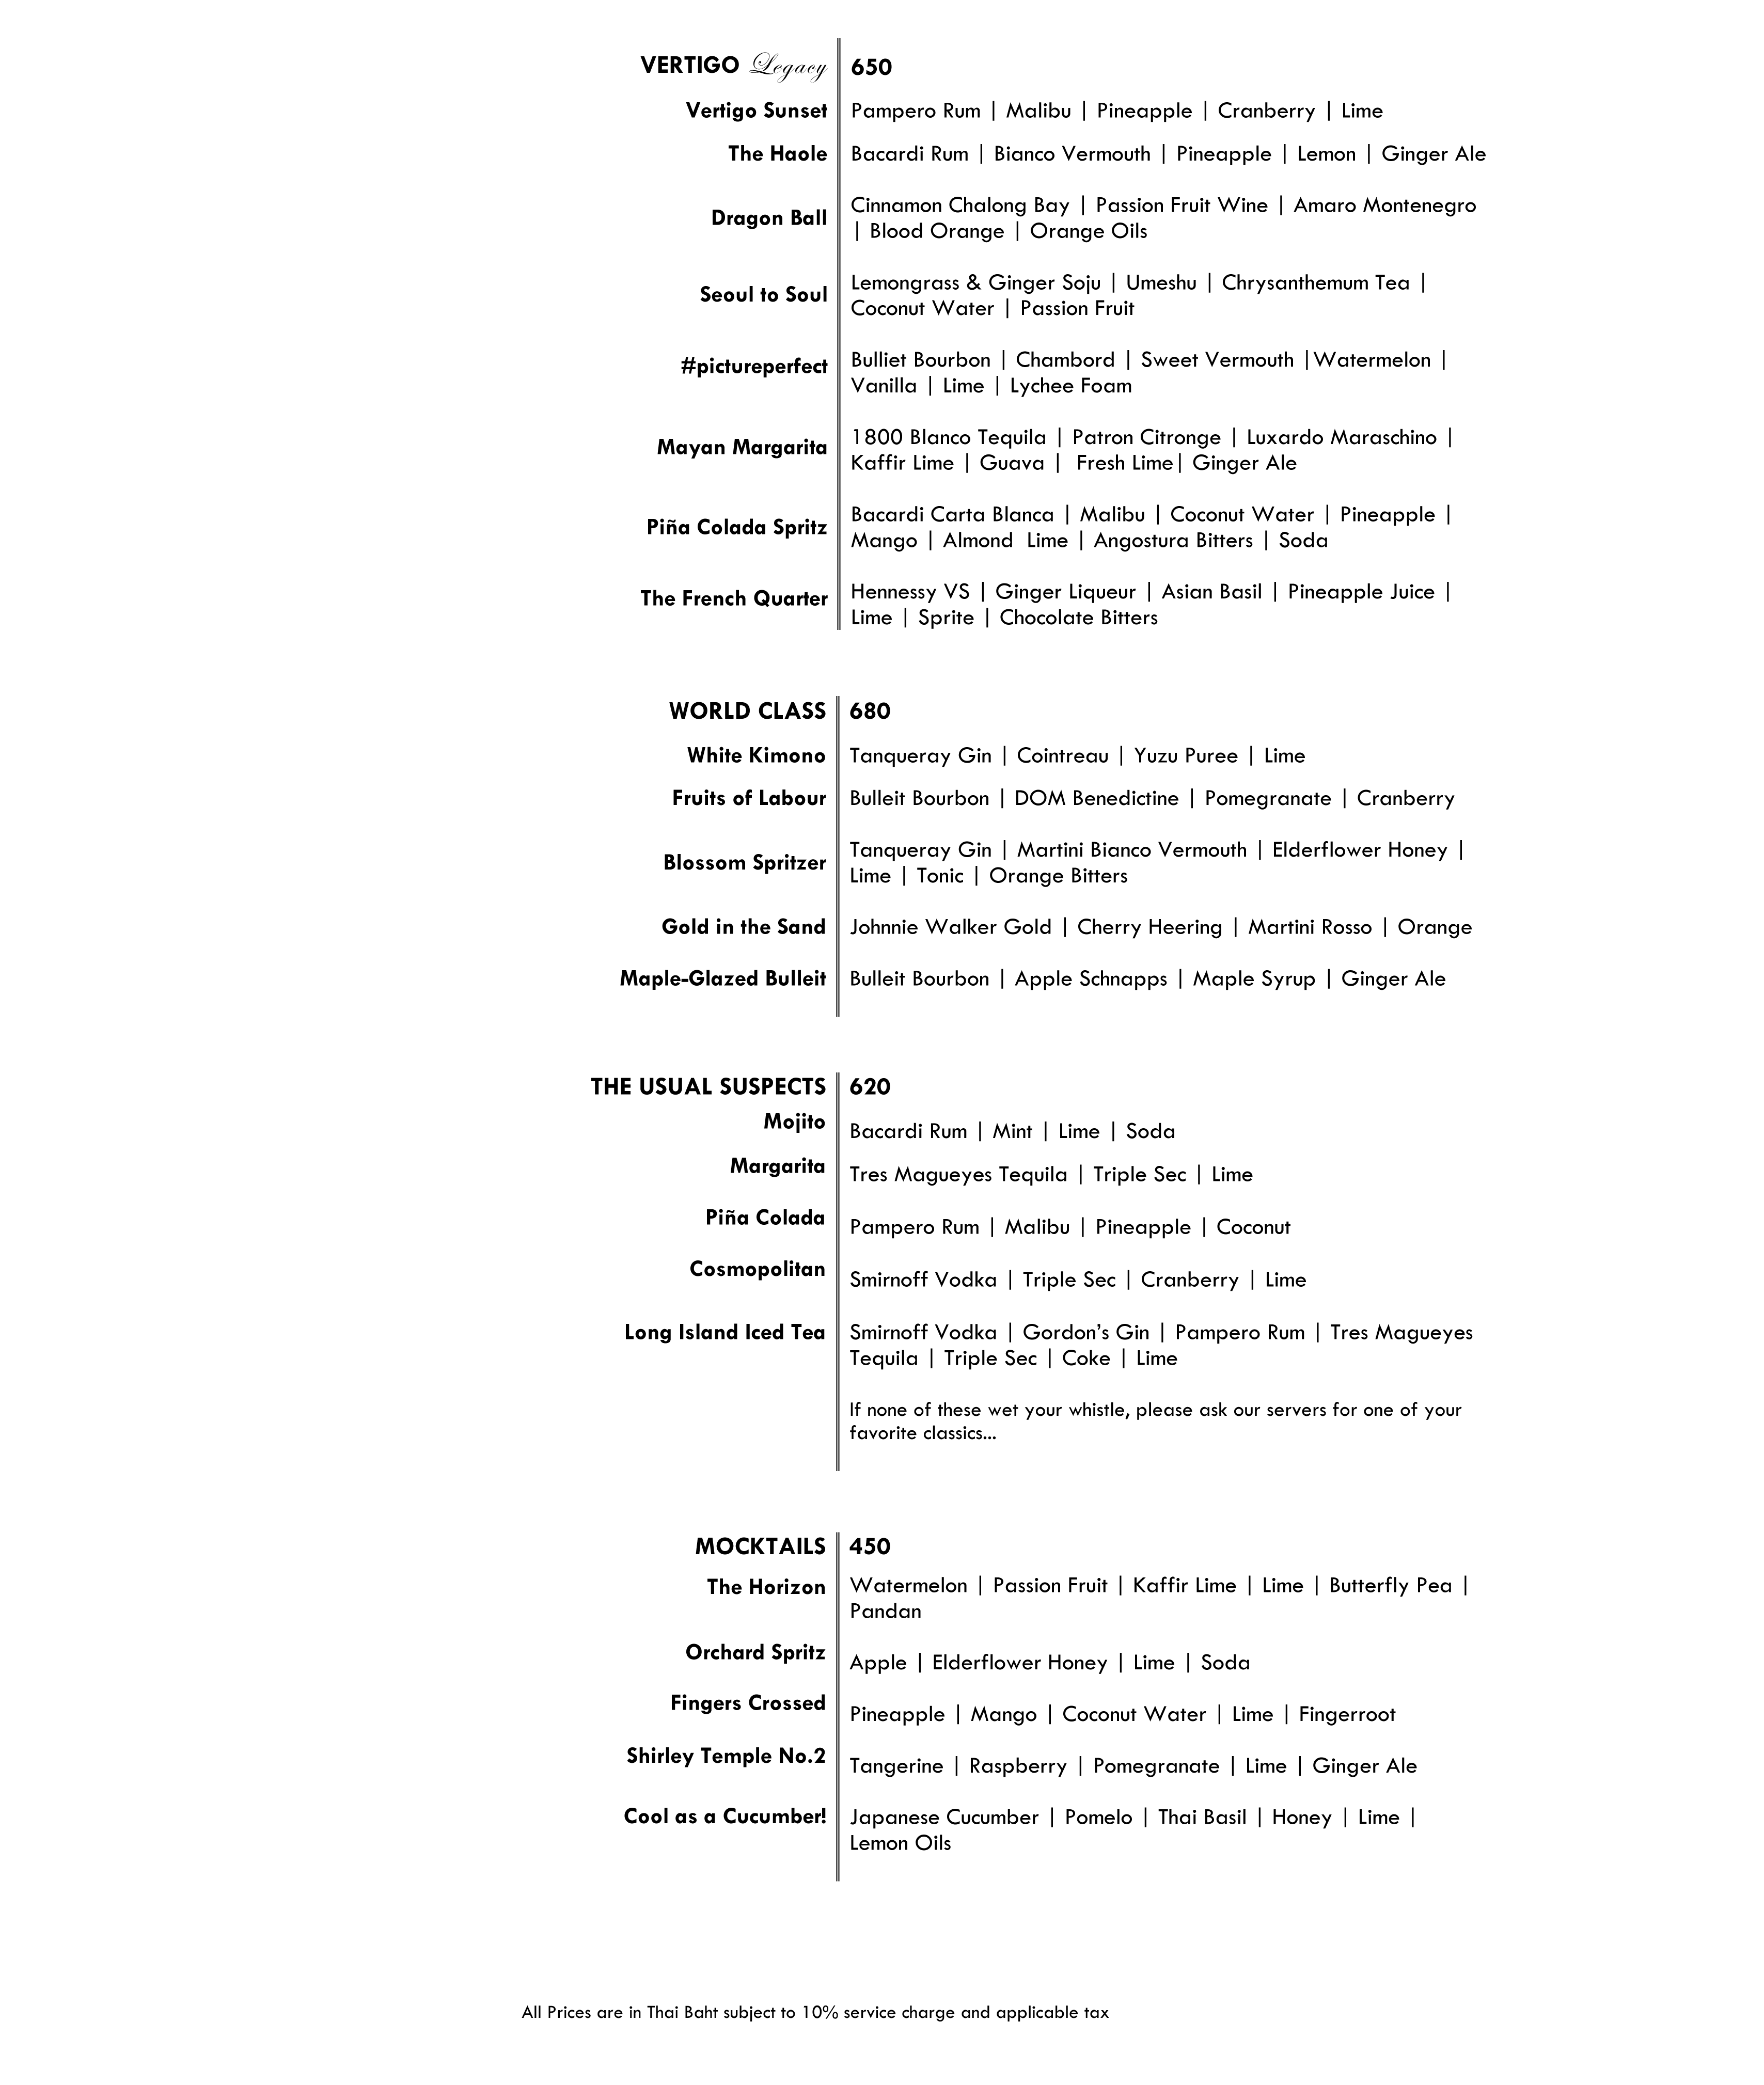 VERTIGO Legacy 650
Vertigo Sunset Pampero Rum | Malibu | Pineapple | Cranberry | Lime
The Haole Bacardi Rum | Bianco Vermouth | Pineapple | Lemon | Ginger Ale
Dragon Ball Cinnamon Chalong Bay | Passion Fruit Wine | Amaro Montenegro
| Blood Orange | Orange Oils
Seoul to Soul Lemongrass & Ginger Soju | Umeshu | Chrysanthemum Tea |
Coconut Water | Passion Fruit
#pictureperfect Bulliet Bourbon | Chambord | Sweet Vermouth |Watermelon |
Vanilla | Lime | Lychee Foam
Mayan Margarita 1800 Blanco Tequila | Patron Citronge | Luxardo Maraschino |
Kaffir Lime | Guava | Fresh Lime| Ginger Ale
Piña Colada Spritz Bacardi Carta Blanca | Malibu | Coconut Water | Pineapple |
Mango | Almond Lime | Angostura Bitters | Soda
The French Quarter Hennessy VS | Ginger Liqueur | Asian Basil | Pineapple Juice |
Lime | Sprite | Chocolate Bitters
WORLD CLASS 680
White Kimono Tanqueray Gin | Cointreau | Yuzu Puree | Lime
Fruits of Labour Bulleit Bourbon | DOM Benedictine | Pomegranate | Cranberry
Blossom Spritzer Tanqueray Gin | Martini Bianco Vermouth | Elderflower Honey |
Lime | Tonic | Orange Bitters
Gold in the Sand Johnnie Walker Gold | Cherry Heering | Martini Rosso | Orange
Maple-Glazed Bulleit Bulleit Bourbon | Apple Schnapps | Maple Syrup | Ginger Ale
THE USUAL SUSPECTS 620
Mojito Bacardi Rum | Mint | Lime | Soda
Margarita Tres Magueyes Tequila | Triple Sec | Lime
Piña Colada Pampero Rum | Malibu | Pineapple | Coconut
Cosmopolitan Smirnoff Vodka | Triple Sec | Cranberry | Lime
Long Island Iced Tea Smirnoff Vodka | Gordon’s Gin | Pampero Rum | Tres Magueyes
Tequila | Triple Sec | Coke | Lime
If none of these wet your whistle, please ask our servers for one of your
favorite classics...
MOCKTAILS 450
The Horizon Watermelon | Passion Fruit | Kaffir Lime | Lime | Butterfly Pea |
Pandan
Orchard Spritz Apple | Elderflower Honey | Lime | Soda
Fingers Crossed Pineapple | Mango | Coconut Water | Lime | Fingerroot
Shirley Temple No.2 Tangerine | Raspberry | Pomegranate | Lime | Ginger Ale
Cool as a Cucumber! Japanese Cucumber | Pomelo | Thai Basil | Honey | Lime |
Lemon Oils
All Prices are in Thai Baht subject to 10% service charge and applicable tax